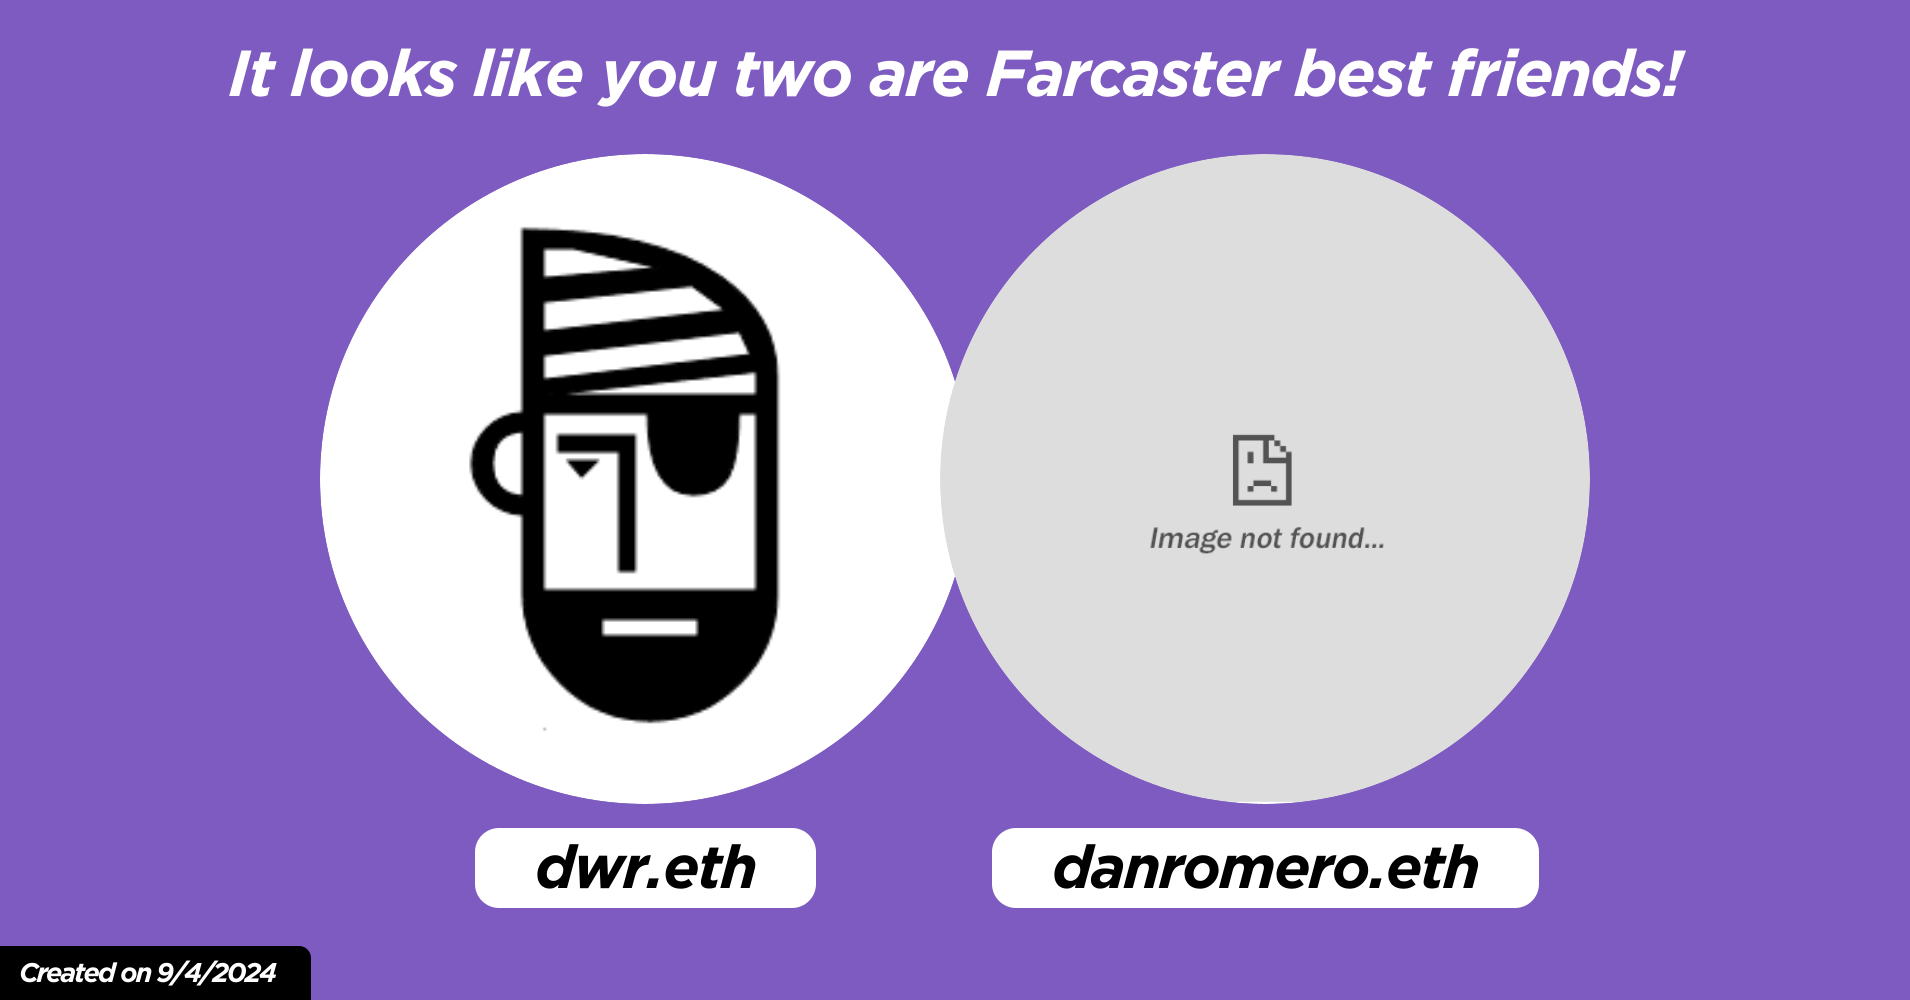 It looks like you two are Farcaster best friends!
Image not found...
dwr.eth
danromero.eth
Created on 9/4/2024